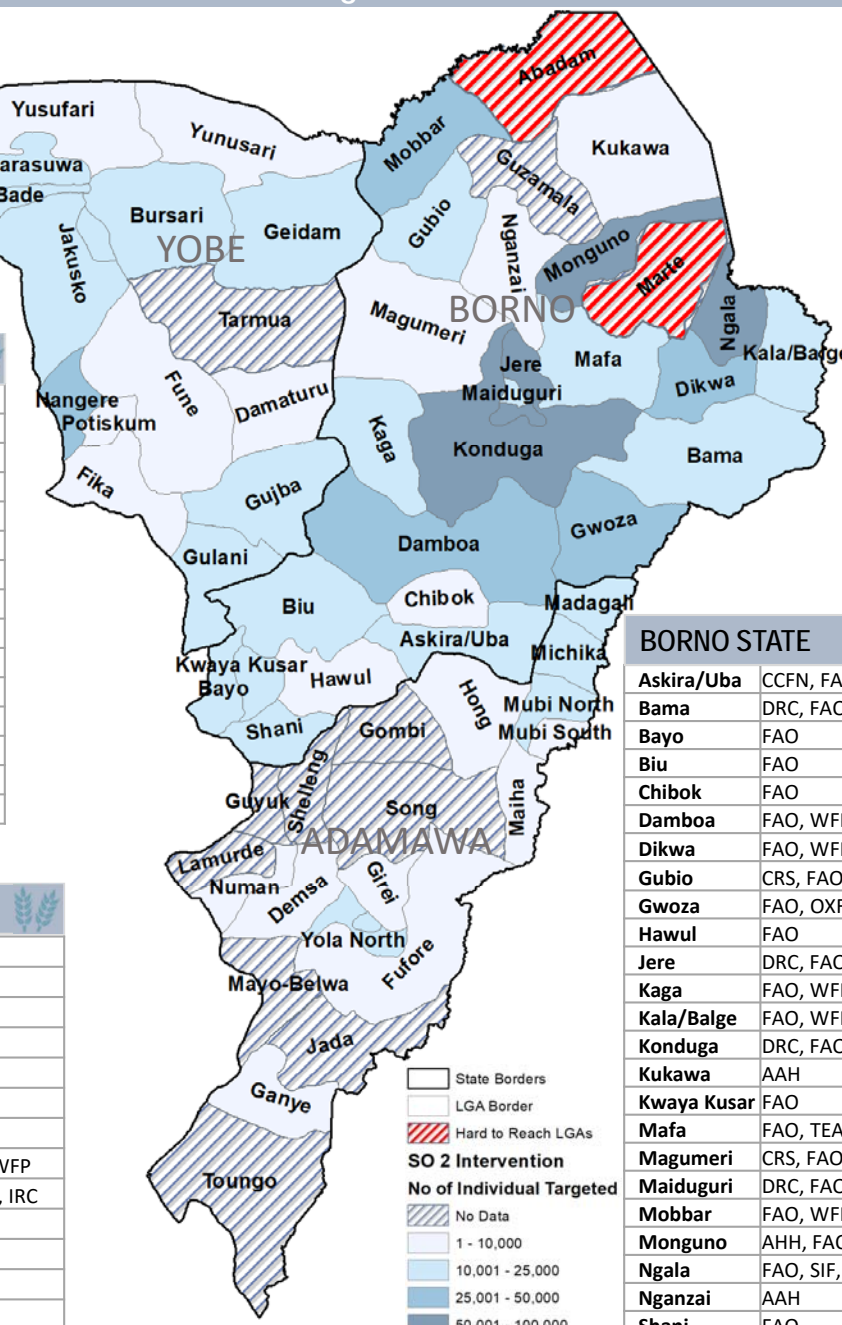 Abadam
Yusufari
Yunusari
Mobbar
Kukawa
Guzamala
arasuwa
Bade
Bursari
Geidam
Gubio
Nganzai
Monguno
Jakusko
YOBE
Marte
Tarmua
Magumeri
BORNO
Ngala
Jere
Mafa
Kala/Balge
Maiduguri
Dikwa
Nangere
Potiskum
Fune
Damaturu
Kaga
Konduga
Bama
Fika
Gujba
Gulani
Damboa
Gwoza
Biu
Chibok
Madagali
Askira/Uba
Michika
Kwaya Kusar
Bayo
Hawul
Hong
Mubi North
Shani
Gombi
Mubi South
Guyuk
Shelleng
Song
Maiha
ADAMAWA
Lamurde
Numan
Demsa
Girei
Yola North
Fufore
Mayo-Belwa
Jada
Ganye
Toungo
WFP
, IRC
State Borders
LGA Border
Hard to Reach LGAs
SO 2 Intervention
No of Individual Targeted
No Data
1 - 10,000
10,001 - 25,000
25,001 - 50,000
50,001 - 100,000
BORNO STATE
Askira/Uba CCFN, FA
Bama DRC, FAO
Bayo FAO
Biu FAO
Chibok FAO
Damboa FAO, WFP
Dikwa FAO, WFP
Gubio CRS, FAO
Gwoza FAO, OXF
Hawul FAO
Jere DRC, FAO
Kaga FAO, WFP
Kala/Balge FAO, WFP
Konduga DRC, FAO
Kukawa AAH
Kwaya Kusar FAO
Mafa FAO, TEA
Magumeri CRS, FAO
Maiduguri DRC, FAO
Mobbar FAO, WFP
Monguno AHH, FAO
Ngala FAO, SIF,
Nganzai AAH
Shani FAO